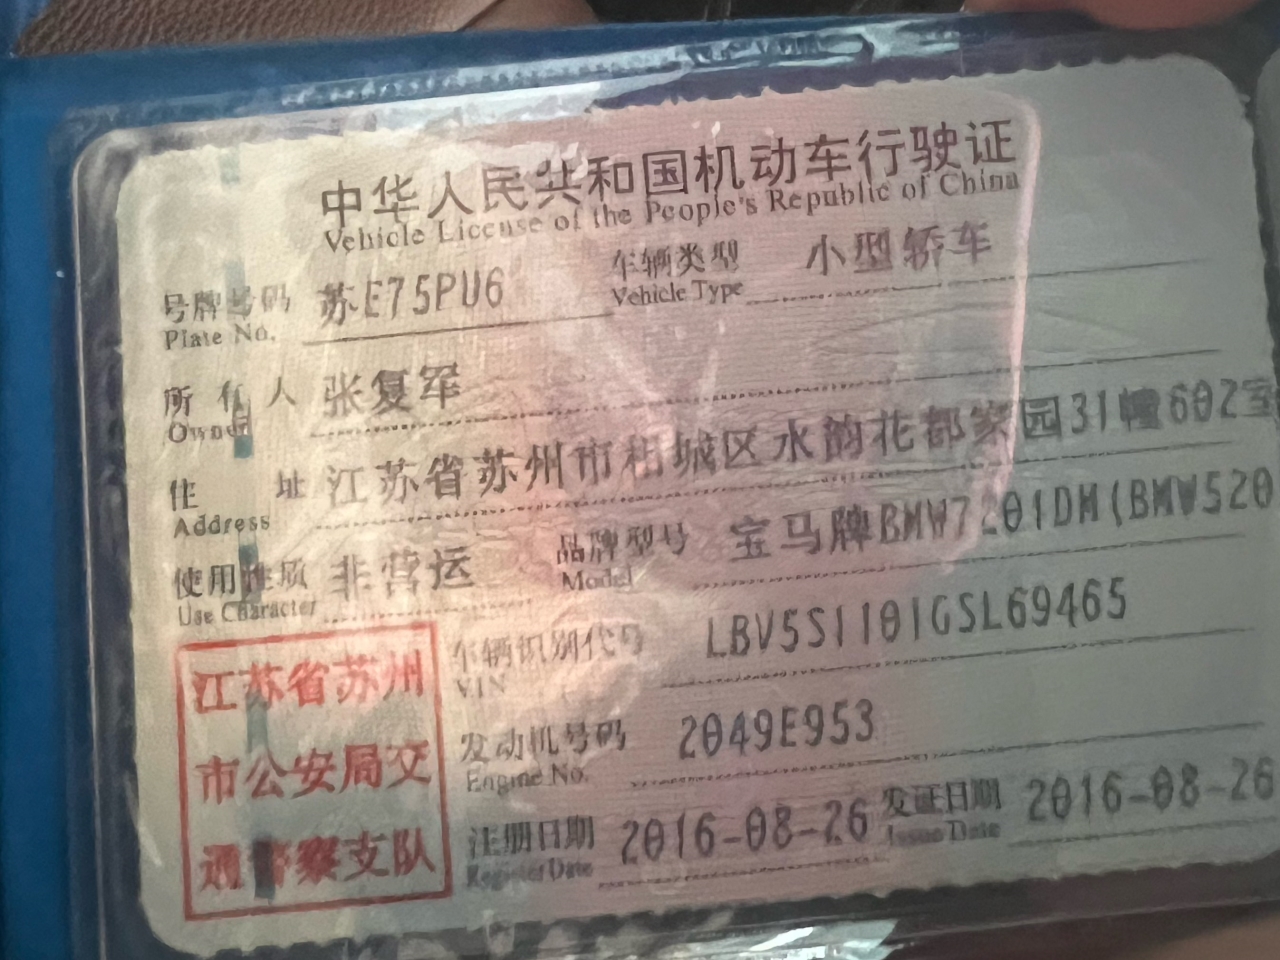 中华人民共和国机动车行驶证
Vehicle License of the People's Republic of China
号牌号码 苏E75PU6 车辆类型 小型轿车
Plate No. Vehicle Type
所有人 张复军
Owner
住址 江苏省苏州市相城区水韵花都家园31幢602室
Address
使用性质 非营运 品牌型号 宝马牌BMW7201DM(BMW520
Use Character Model
车辆识别代号 LBV5S1101GSL69465
VIN
发动机号码 2049E953
Engine No.
注册日期 2016-08-26 发证日期 2016-08-26
Register Date Issue Date
江苏省苏州
市公安局交
通警察支队